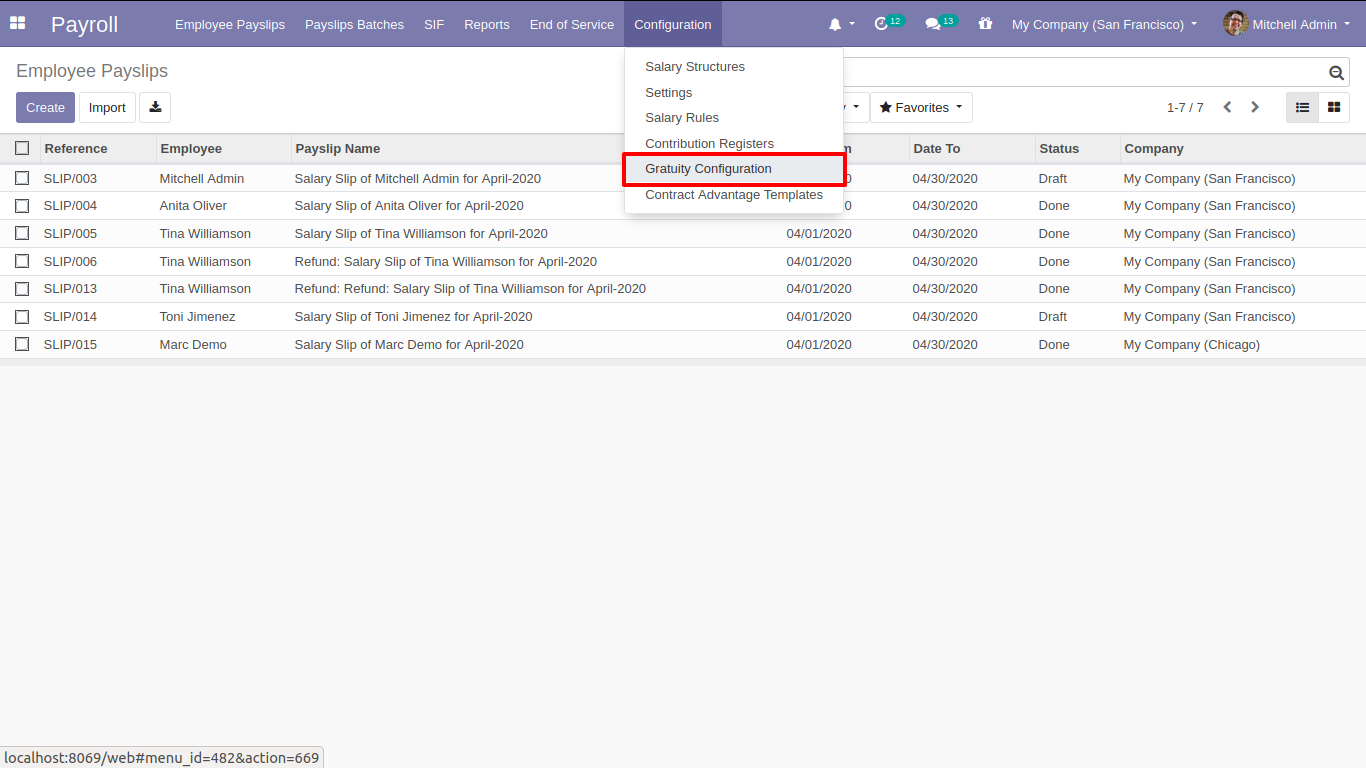 Payroll Employee Payslips Payslips Batches SIF Reports End of Service Configuration 12 13 My Company (San Francisco) Mitchell Admin
Employee Payslips
Salary Structures
Settings
Salary Rules
Contribution Registers
Gratuity Configuration
Contract Advantage Templates
Create Import Favorites 1-7 / 7
Reference Employee Payslip Name Date To Status Company
SLIP/003 Mitchell Admin Salary Slip of Mitchell Admin for April-2020 04/30/2020 Draft My Company (San Francisco)
SLIP/004 Anita Oliver Salary Slip of Anita Oliver for April-2020 04/30/2020 Done My Company (San Francisco)
SLIP/005 Tina Williamson Salary Slip of Tina Williamson for April-2020 04/01/2020 04/30/2020 Done My Company (San Francisco)
SLIP/006 Tina Williamson Refund: Salary Slip of Tina Williamson for April-2020 04/01/2020 04/30/2020 Done My Company (San Francisco)
SLIP/013 Tina Williamson Refund: Refund: Salary Slip of Tina Williamson for April-2020 04/01/2020 04/30/2020 Done My Company (San Francisco)
SLIP/014 Toni Jimenez Salary Slip of Toni Jimenez for April-2020 04/01/2020 04/30/2020 Draft My Company (San Francisco)
SLIP/015 Marc Demo Salary Slip of Marc Demo for April-2020 04/01/2020 04/30/2020 Done My Company (Chicago)
localhost:8069/web#menu_id=482&action=669